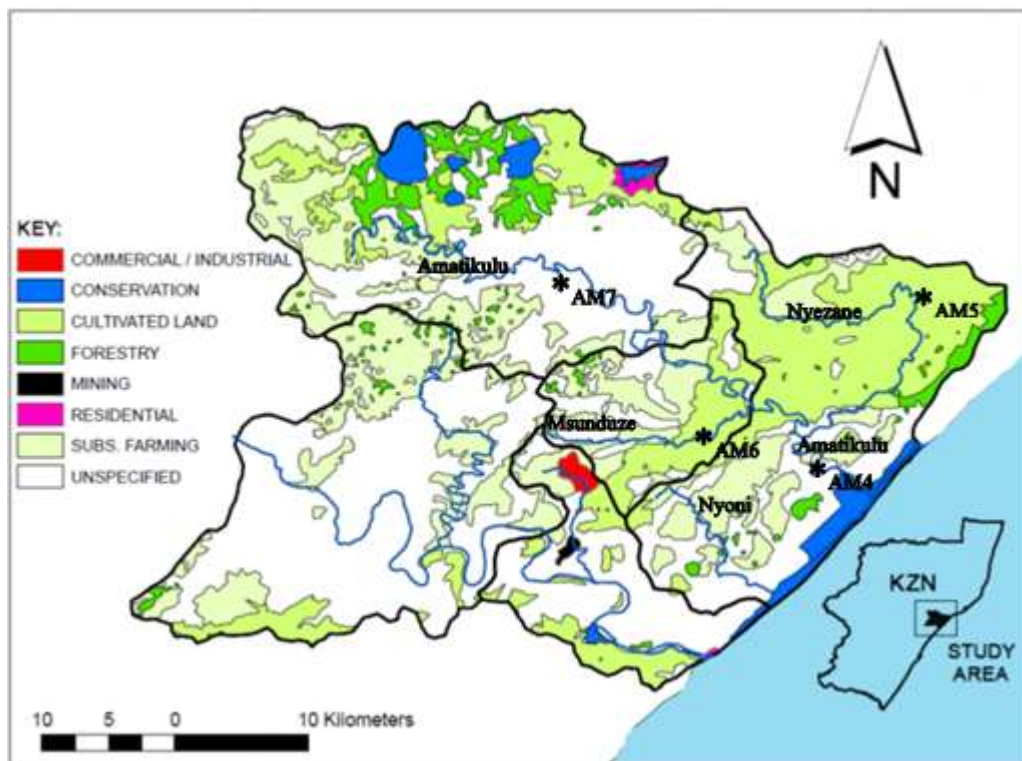 N
KEY:
COMMERCIAL / INDUSTRIAL
CONSERVATION
CULTIVATED LAND
FORESTRY
MINING
RESIDENTIAL
SUBS. FARMING
UNSPECIFIED
Amatikulu
AM7
Nyezane
AM5
Msunduze
AM6
Amatikulu
AM4
Nyoni
KZN
STUDY
AREA
10 5 0 10 Kilometers